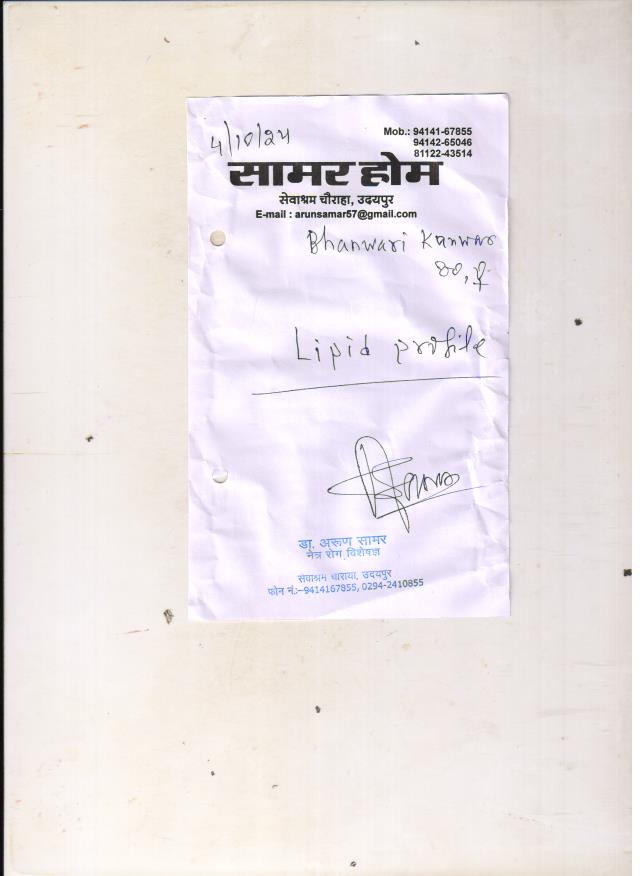 4/10/24
Mob.: 94141-67855
94142-65046
81122-43514
सामर होम
सेवाश्रम चौराहा, उदयपुर
E-mail : arunsamar57@gmail.com
Bhanwari Kanwar
80, ♀
Lipid profile
डा. अरूण सामर
नेत्र रोग विशेषज्ञ
सेवाश्रम चाराया, उदयपुर
फोन नं:–9414167855, 0294-2410855